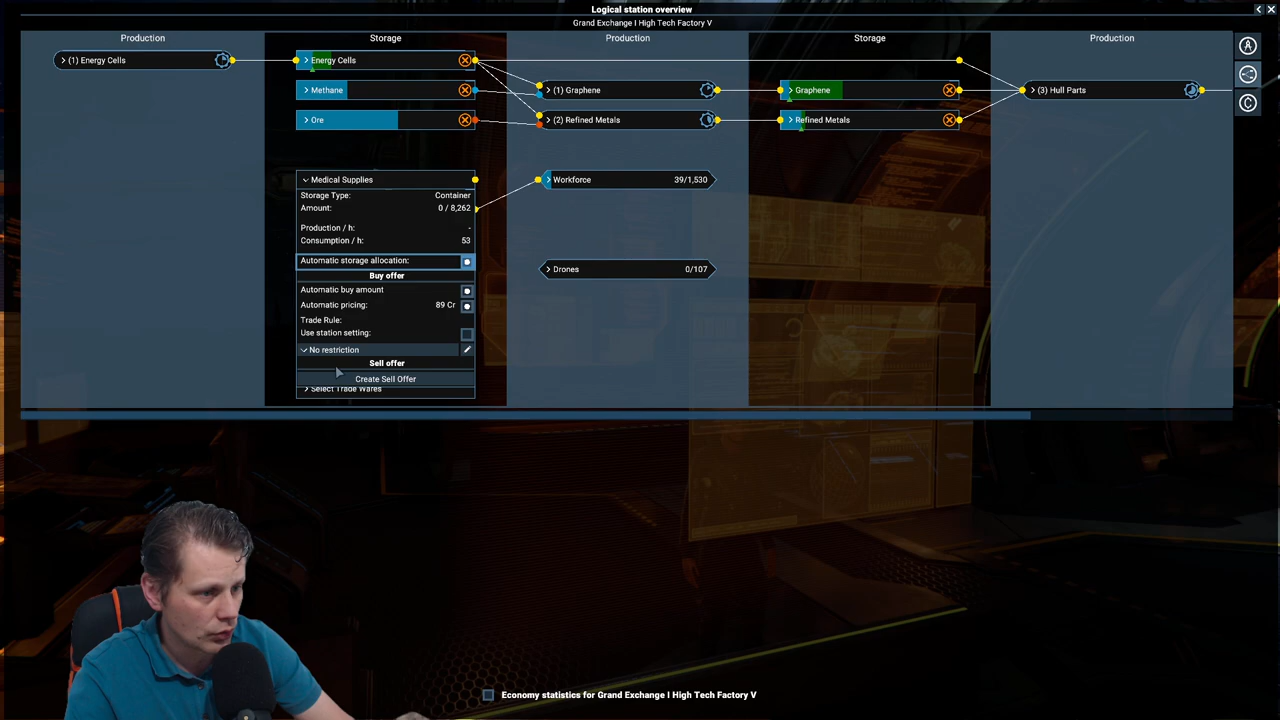 Logical station overview
Grand Exchange I High Tech Factory V
Production
Storage
Production
Storage
Production
(1) Energy Cells
Energy Cells
Methane
(1) Graphene
Graphene
(3) Hull Parts
Ore
(2) Refined Metals
Refined Metals
Medical Supplies
Workforce 39/1,530
Storage Type: Container
Amount: 0 / 8,262
Production / h: -
Consumption / h: 53
Automatic storage allocation:
Drones 0/107
Buy offer
Automatic buy amount
Automatic pricing: 89 Cr
Trade Rule:
Use station setting:
No restriction
Sell offer
Create Sell Offer
Select Trade Wares
Economy statistics for Grand Exchange I High Tech Factory V
A
C